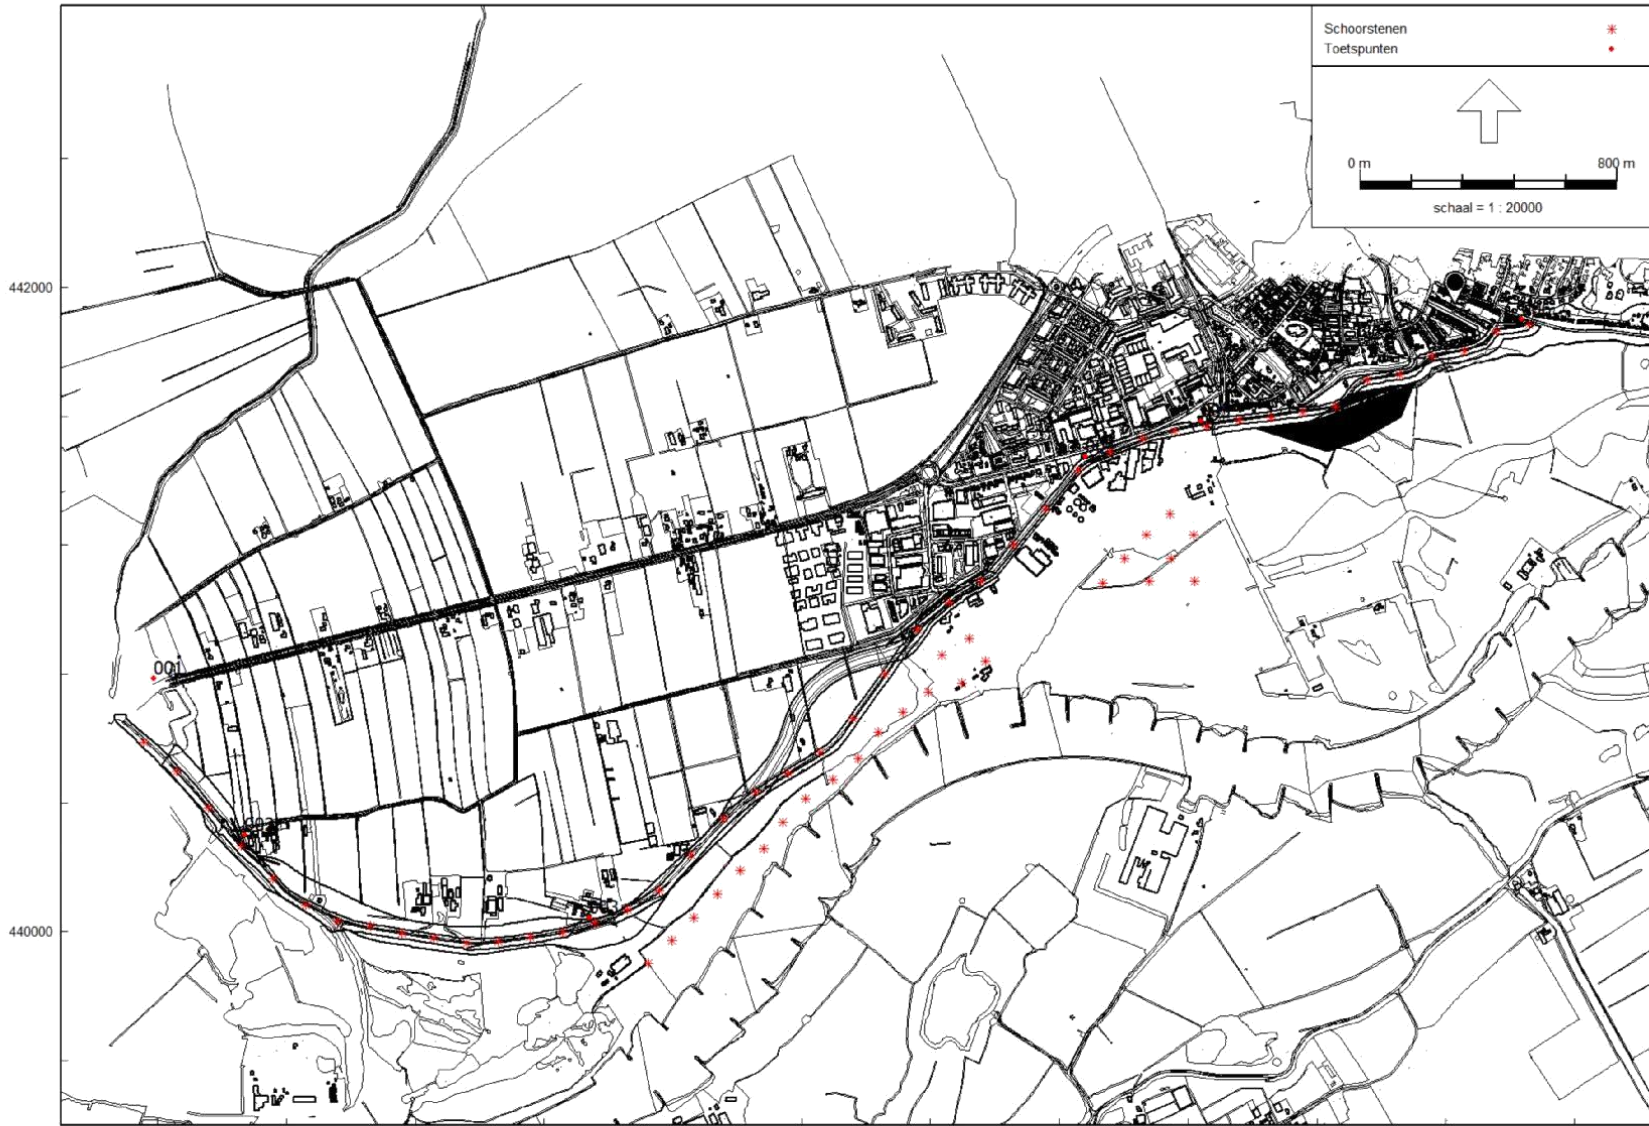 Schoorstenen
Toetspunten
0 m 800 m
schaal = 1 : 20000
442000
001
440000